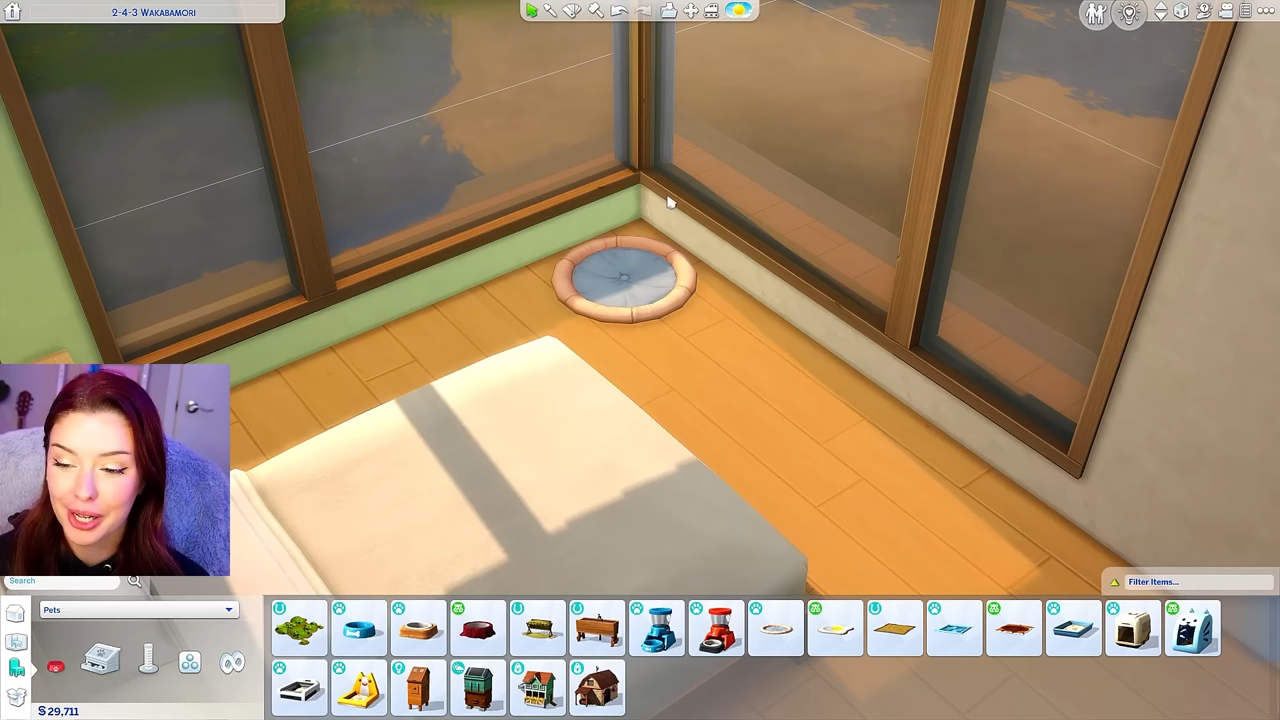 2-4-3 Wakabamori
Search
Filter Items...
Pets
§29,711